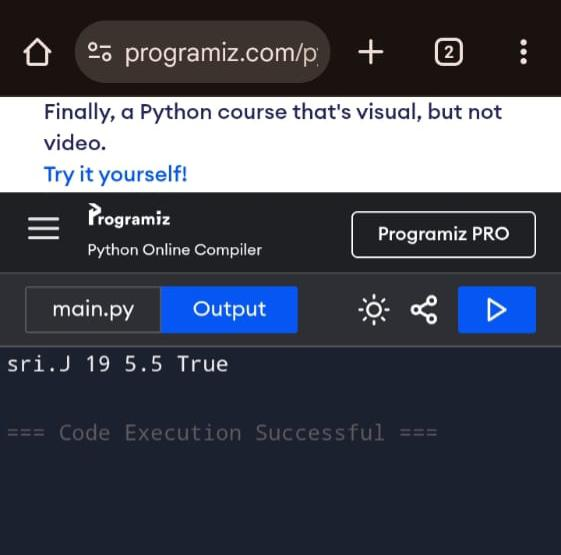 programiz.com/p
2
Finally, a Python course that's visual, but not
video.
Try it yourself!
Programiz
Python Online Compiler
Programiz PRO
main.py
Output
sri.J 19 5.5 True
=== Code Execution Successful ===